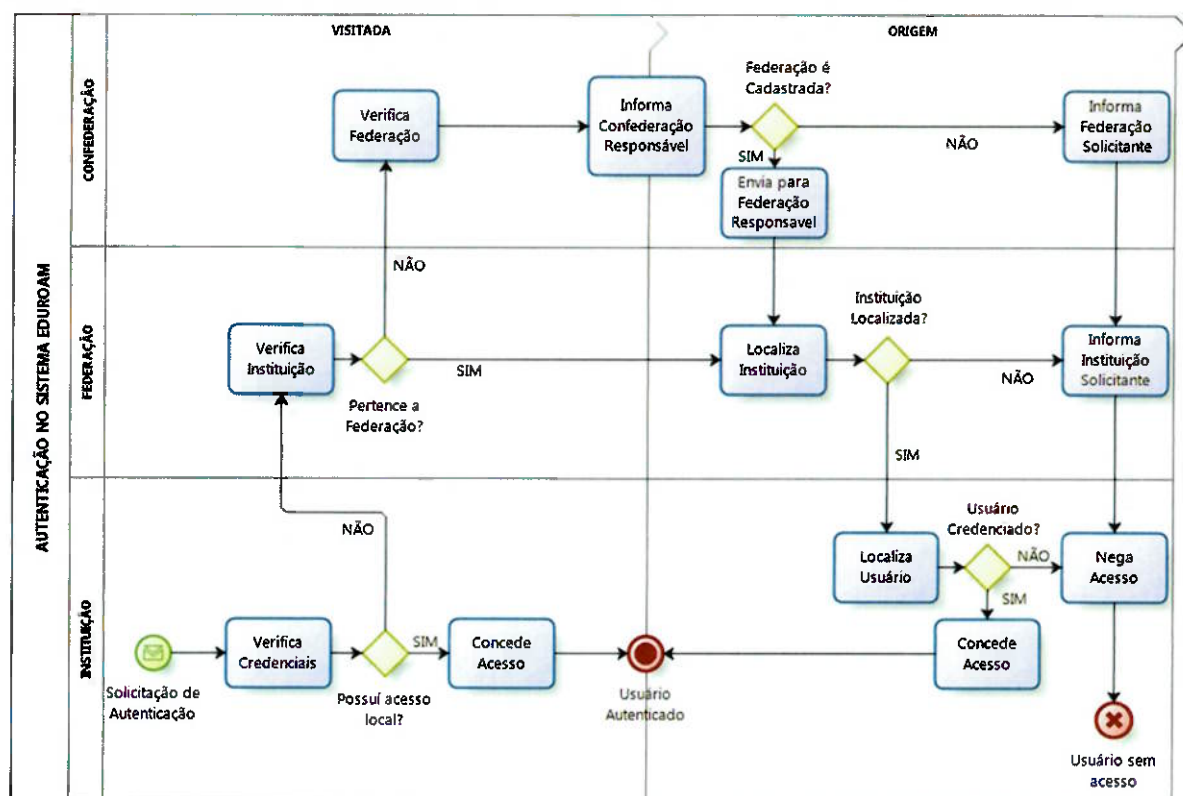 AUTENTICAÇÃO NO SISTEMA EDUROAM
VISITADA
ORIGEM
CONFEDERAÇÃO
Verifica
Federação
Informa
Confederação
Responsável
Federação é
Cadastrada?
SIM
NÃO
Informa
Federação
Solicitante
Envia para
Federação
Responsavel
FEDERAÇÃO
NÃO
Verifica
Instituição
Pertence a
Federação?
SIM
Localiza
Instituição
Instituição
Localizada?
NÃO
SIM
Informa
Instituição
Solicitante
INSTITUIÇÃO
NÃO
Solicitação de
Autenticação
Verifica
Credenciais
Possuí acesso
local?
SIM
Concede
Acesso
Usuário
Autenticado
Localiza
Usuário
Usuário
Credenciado?
NÃO
SIM
Nega
Acesso
Concede
Acesso
Usuário sem
acesso